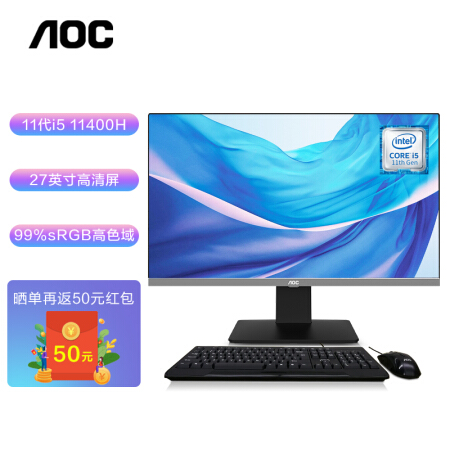 AOC
11代i5 11400H
27英寸高清屏
99%sRGB高色域
晒单再返50元红包
¥
50元
intel
CORE i5
11th Gen
AOC